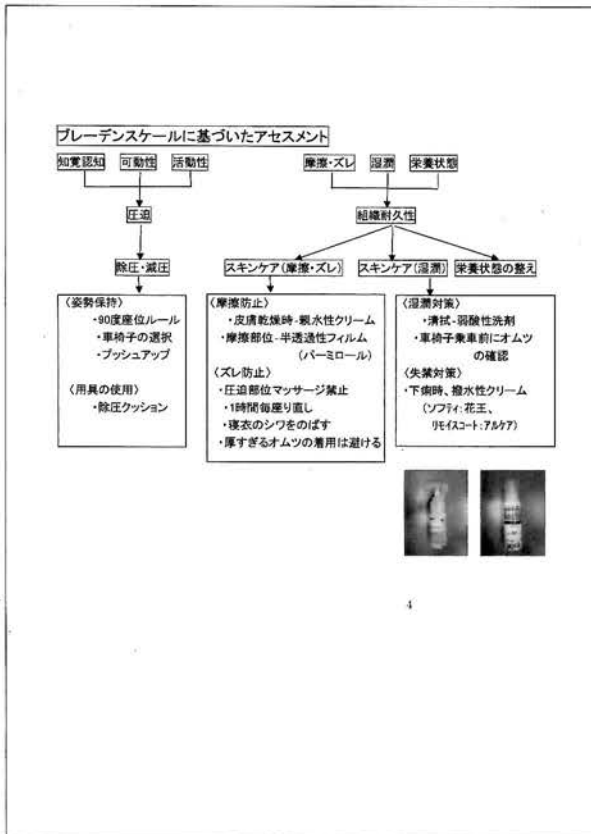 ブレーデンスケールに基づいたアセスメント
知覚認知 可動性 活動性 摩擦・ズレ 湿潤 栄養状態
圧迫 組織耐久性
除圧・減圧 スキンケア(摩擦・ズレ) スキンケア(湿潤) 栄養状態の整え
〈姿勢保持〉
・90度座位ルール
・車椅子の選択
・プッシュアップ
〈用具の使用〉
・除圧クッション
〈摩擦防止〉
・皮膚乾燥時-親水性クリーム
・摩擦部位-半透過性フィルム
(パーミロール)
〈ズレ防止〉
・圧迫部位マッサージ禁止
・1時間毎座り直し
・寝衣のシワをのばす
・厚すぎるオムツの着用は避ける
〈湿潤対策〉
・清拭-弱酸性洗剤
・車椅子乗車前にオムツ
の確認
〈失禁対策〉
・下痢時、撥水性クリーム
(ソフティ:花王、
リモイスコート:アルケア)
4